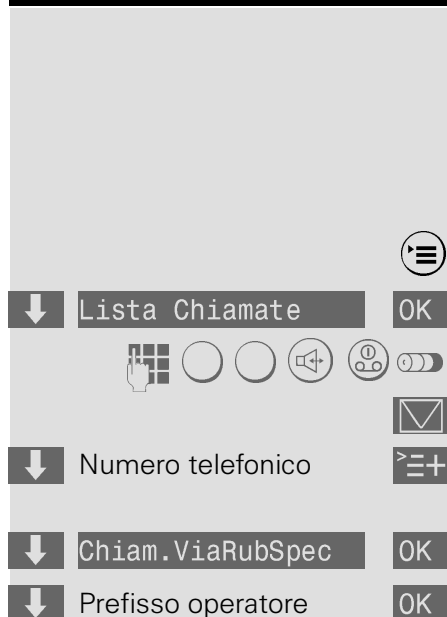 Lista Chiamate OK
Numero telefonico
Chiam.ViaRubSpec OK
Prefisso operatore OK